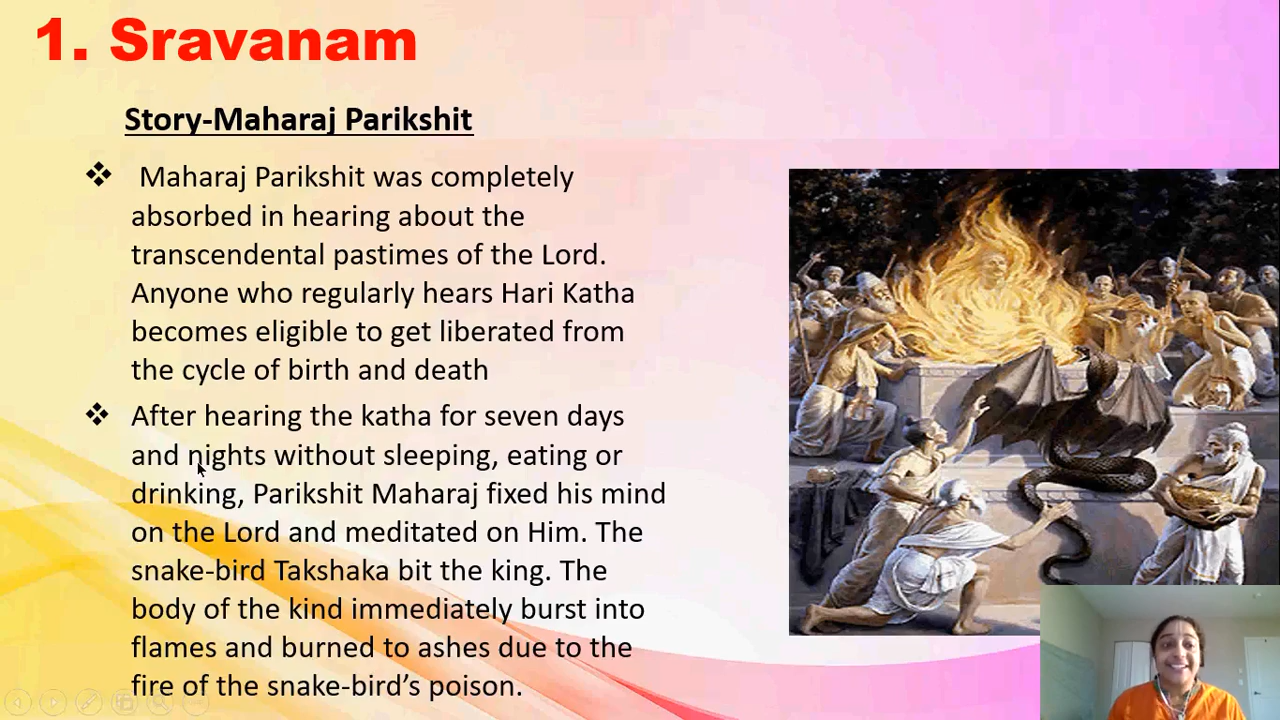 1. Sravanam
Story-Maharaj Parikshit
❖ Maharaj Parikshit was completely
absorbed in hearing about the
transcendental pastimes of the Lord.
Anyone who regularly hears Hari Katha
becomes eligible to get liberated from
the cycle of birth and death
❖ After hearing the katha for seven days
and nights without sleeping, eating or
drinking, Parikshit Maharaj fixed his mind
on the Lord and meditated on Him. The
snake-bird Takshaka bit the king. The
body of the kind immediately burst into
flames and burned to ashes due to the
fire of the snake-bird’s poison.